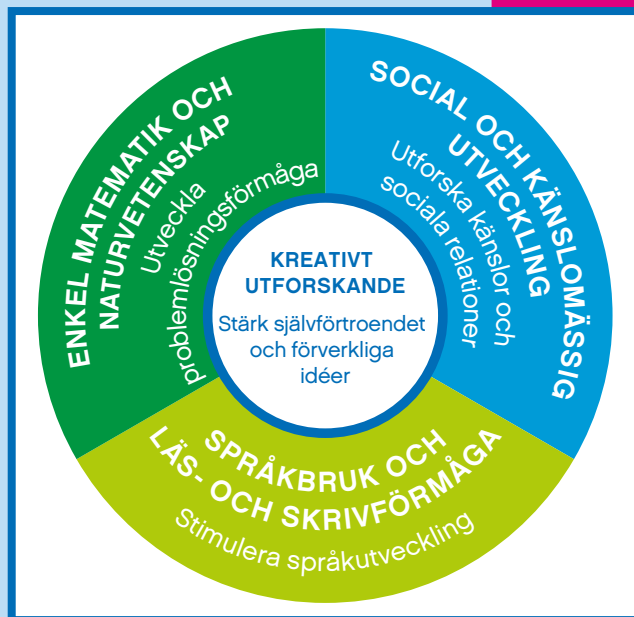 ENKEL MATEMATIK OCH
NATURVETENSKAP
Utveckla
problemlösningsförmåga
SOCIAL OCH KÄNSLOMÄSSIG
UTVECKLING
Utforska känslor och
sociala relationer
KREATIVT
UTFORSKANDE
Stärk självförtroendet
och förverkliga
idéer
SPRÅKBRUK OCH
LÄS- OCH SKRIVFÖRMÅGA
Stimulera språkutveckling